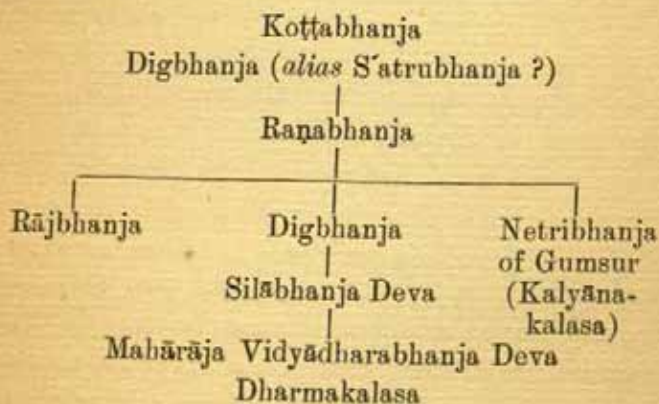 Koṭṭabhanja
Digbhanja (alias S´atrubhanja ?)
Raṇabhanja
Rājbhanja
Digbhanja
Netribhanja
of Gumsur
(Kalyāna-
kalasa)
Silābhanja Deva
Mahārāja Vidyādharabhanja Deva
Dharmakalasa